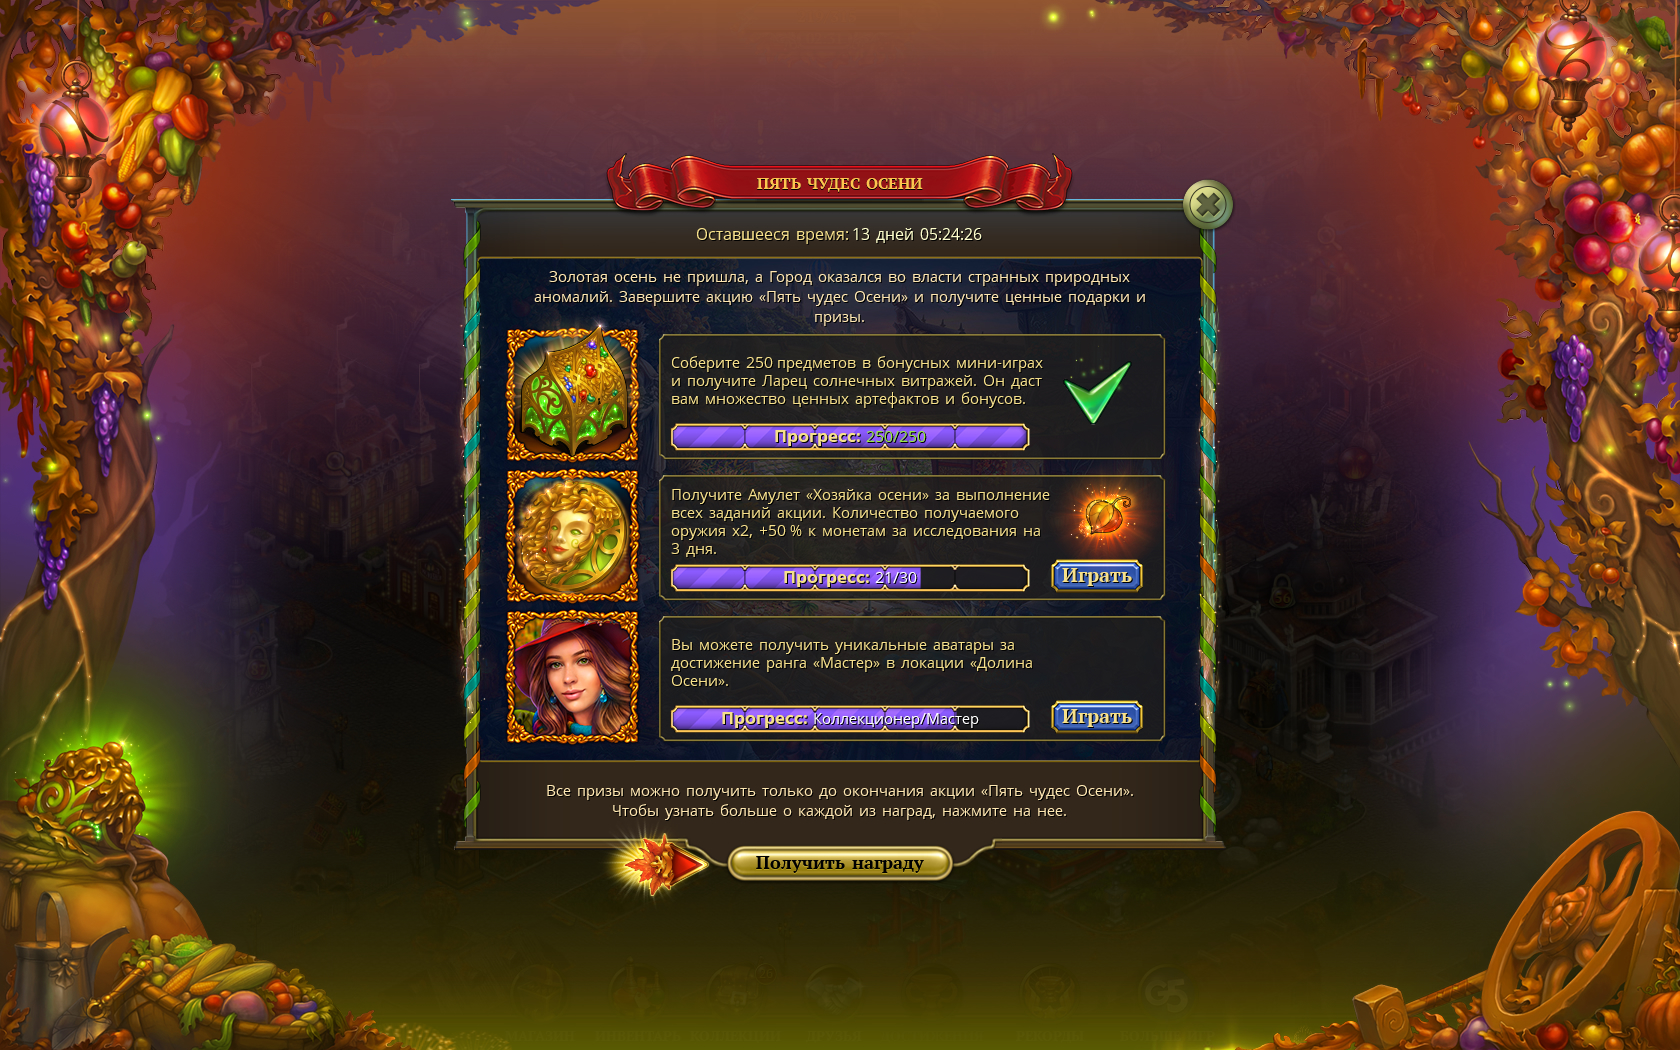 ПЯТЬ ЧУДЕС ОСЕНИ
Оставшееся время: 13 дней 05:24:26
Золотая осень не пришла, а Город оказался во власти странных природных
аномалий. Завершите акцию «Пять чудес Осени» и получите ценные подарки и
призы.
Соберите 250 предметов в бонусных мини-играх
и получите Ларец солнечных витражей. Он даст
вам множество ценных артефактов и бонусов.
Прогресс: 250/250
Получите Амулет «Хозяйка осени» за выполнение
всех заданий акции. Количество получаемого
оружия х2, +50 % к монетам за исследования на
3 дня.
Прогресс: 21/30
Играть
Вы можете получить уникальные аватары за
достижение ранга «Мастер» в локации «Долина
Осени».
Прогресс: Коллекционер/Мастер
Играть
Все призы можно получить только до окончания акции «Пять чудес Осени».
Чтобы узнать больше о каждой из наград, нажмите на нее.
Получить награду
G5